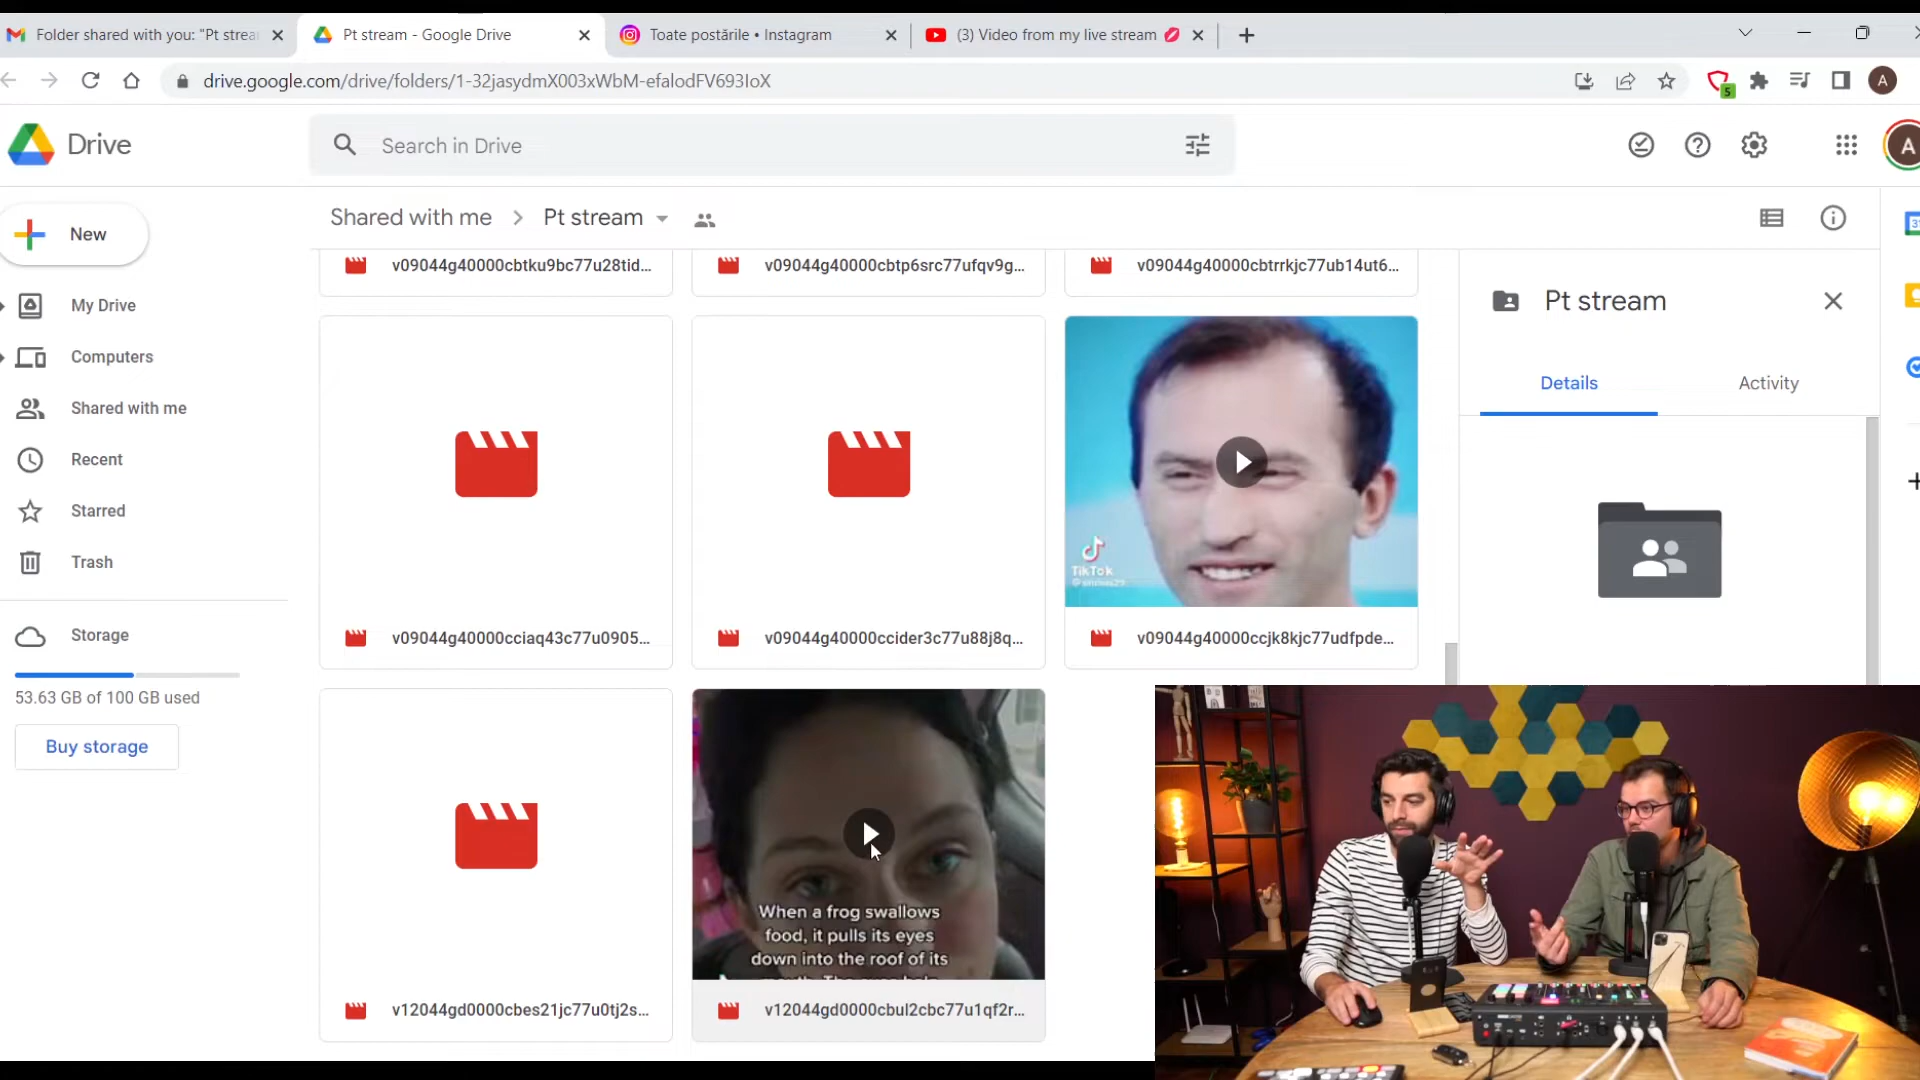 Folder shared with you: "Pt strea
Pt stream - Google Drive
Toate postările • Instagram
(3) Video from my live stream
drive.google.com/drive/folders/1-32jasydmX003xWbM-efalodFV693IoX
5
A
Drive
Search in Drive
A
New
Shared with me
Pt stream
31
My Drive
Computers
Shared with me
Recent
Starred
Trash
Storage
53.63 GB of 100 GB used
Buy storage
v09044g40000cbtku9bc77u28tid...
v09044g40000cbtp6src77ufqv9g...
v09044g40000cbtrrkjc77ub14ut6...
TikTok
v09044g40000cciaq43c77u0905...
v09044g40000ccider3c77u88j8q...
v09044g40000ccjk8kjc77udfpde...
When a frog swallows
food, it pulls its eyes
down into the roof of its
v12044gd0000cbes21jc77u0tj2s...
v12044gd0000cbul2cbc77u1qf2r...
Pt stream
Details
Activity